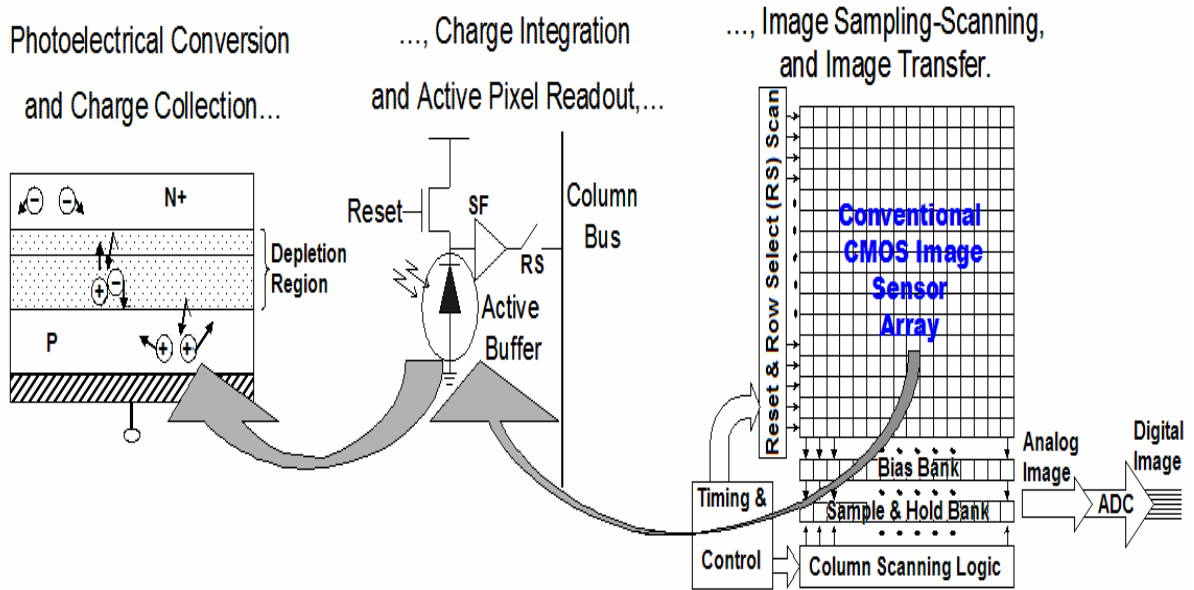 Photoelectrical Conversion
and Charge Collection...
..., Charge Integration
and Active Pixel Readout,...
..., Image Sampling-Scanning,
and Image Transfer.
N+
Depletion
Region
P
Reset
SF
RS
Column
Bus
Active
Buffer
Reset & Row Select (RS) Scan
Conventional
CMOS Image
Sensor
Array
Timing &
Control
Bias Bank
Sample & Hold Bank
Column Scanning Logic
Analog
Image
ADC
Digital
Image